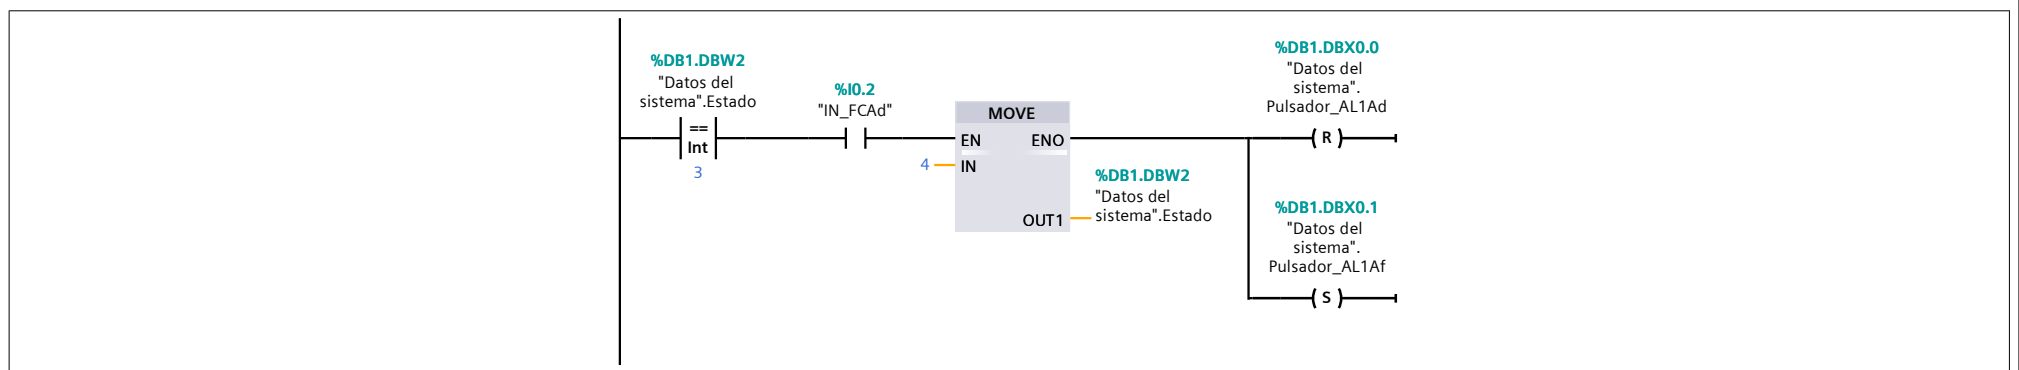 %DB1.DBW2
"Datos del
sistema".Estado
==
Int
3
%I0.2
"IN_FCAd"
MOVE
EN
ENO
4
IN
OUT1
%DB1.DBW2
"Datos del
sistema".Estado
%DB1.DBX0.0
"Datos del
sistema".
Pulsador_AL1Ad
R
%DB1.DBX0.1
"Datos del
sistema".
Pulsador_AL1Af
S